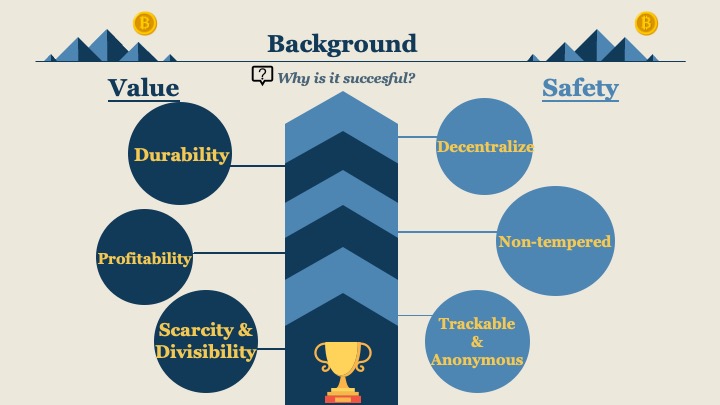 Background
Why is it succesful?
Value
Safety
Durability
Profitability
Scarcity &
Divisibility
Decentralize
Non-tempered
Trackable
&
Anonymous